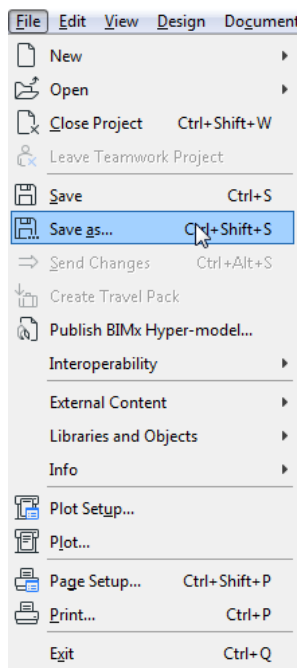 File Edit View Design Document
New
Open
Close Project Ctrl+Shift+W
Leave Teamwork Project
Save Ctrl+S
Save as... Ctrl+Shift+S
Send Changes Ctrl+Alt+S
Create Travel Pack
Publish BIMx Hyper-model...
Interoperability
External Content
Libraries and Objects
Info
Plot Setup...
Plot...
Page Setup... Ctrl+Shift+P
Print... Ctrl+P
Exit Ctrl+Q